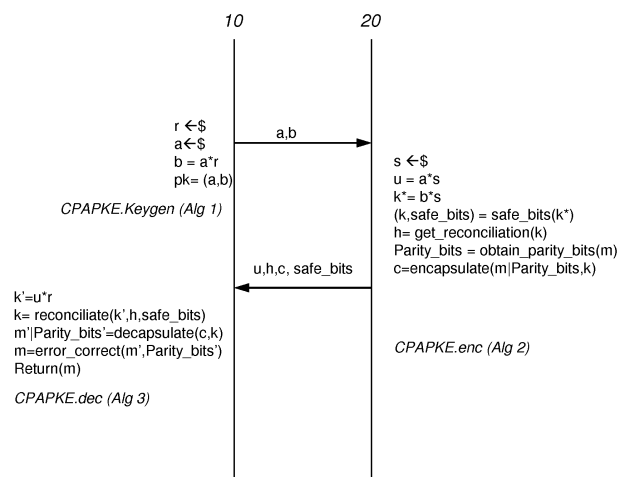 10 20
r ←$
a←$
b = a*r
pk= (a,b)
CPAPKE.Keygen (Alg 1)
a,b
s ←$
u = a*s
k*= b*s
(k,safe_bits) = safe_bits(k*)
h= get_reconciliation(k)
Parity_bits = obtain_parity_bits(m)
c=encapsulate(m|Parity_bits,k)
u,h,c, safe_bits
CPAPKE.enc (Alg 2)
k'=u*r
k= reconciliate(k',h,safe_bits)
m'|Parity_bits'=decapsulate(c,k)
m=error_correct(m',Parity_bits')
Return(m)
CPAPKE.dec (Alg 3)